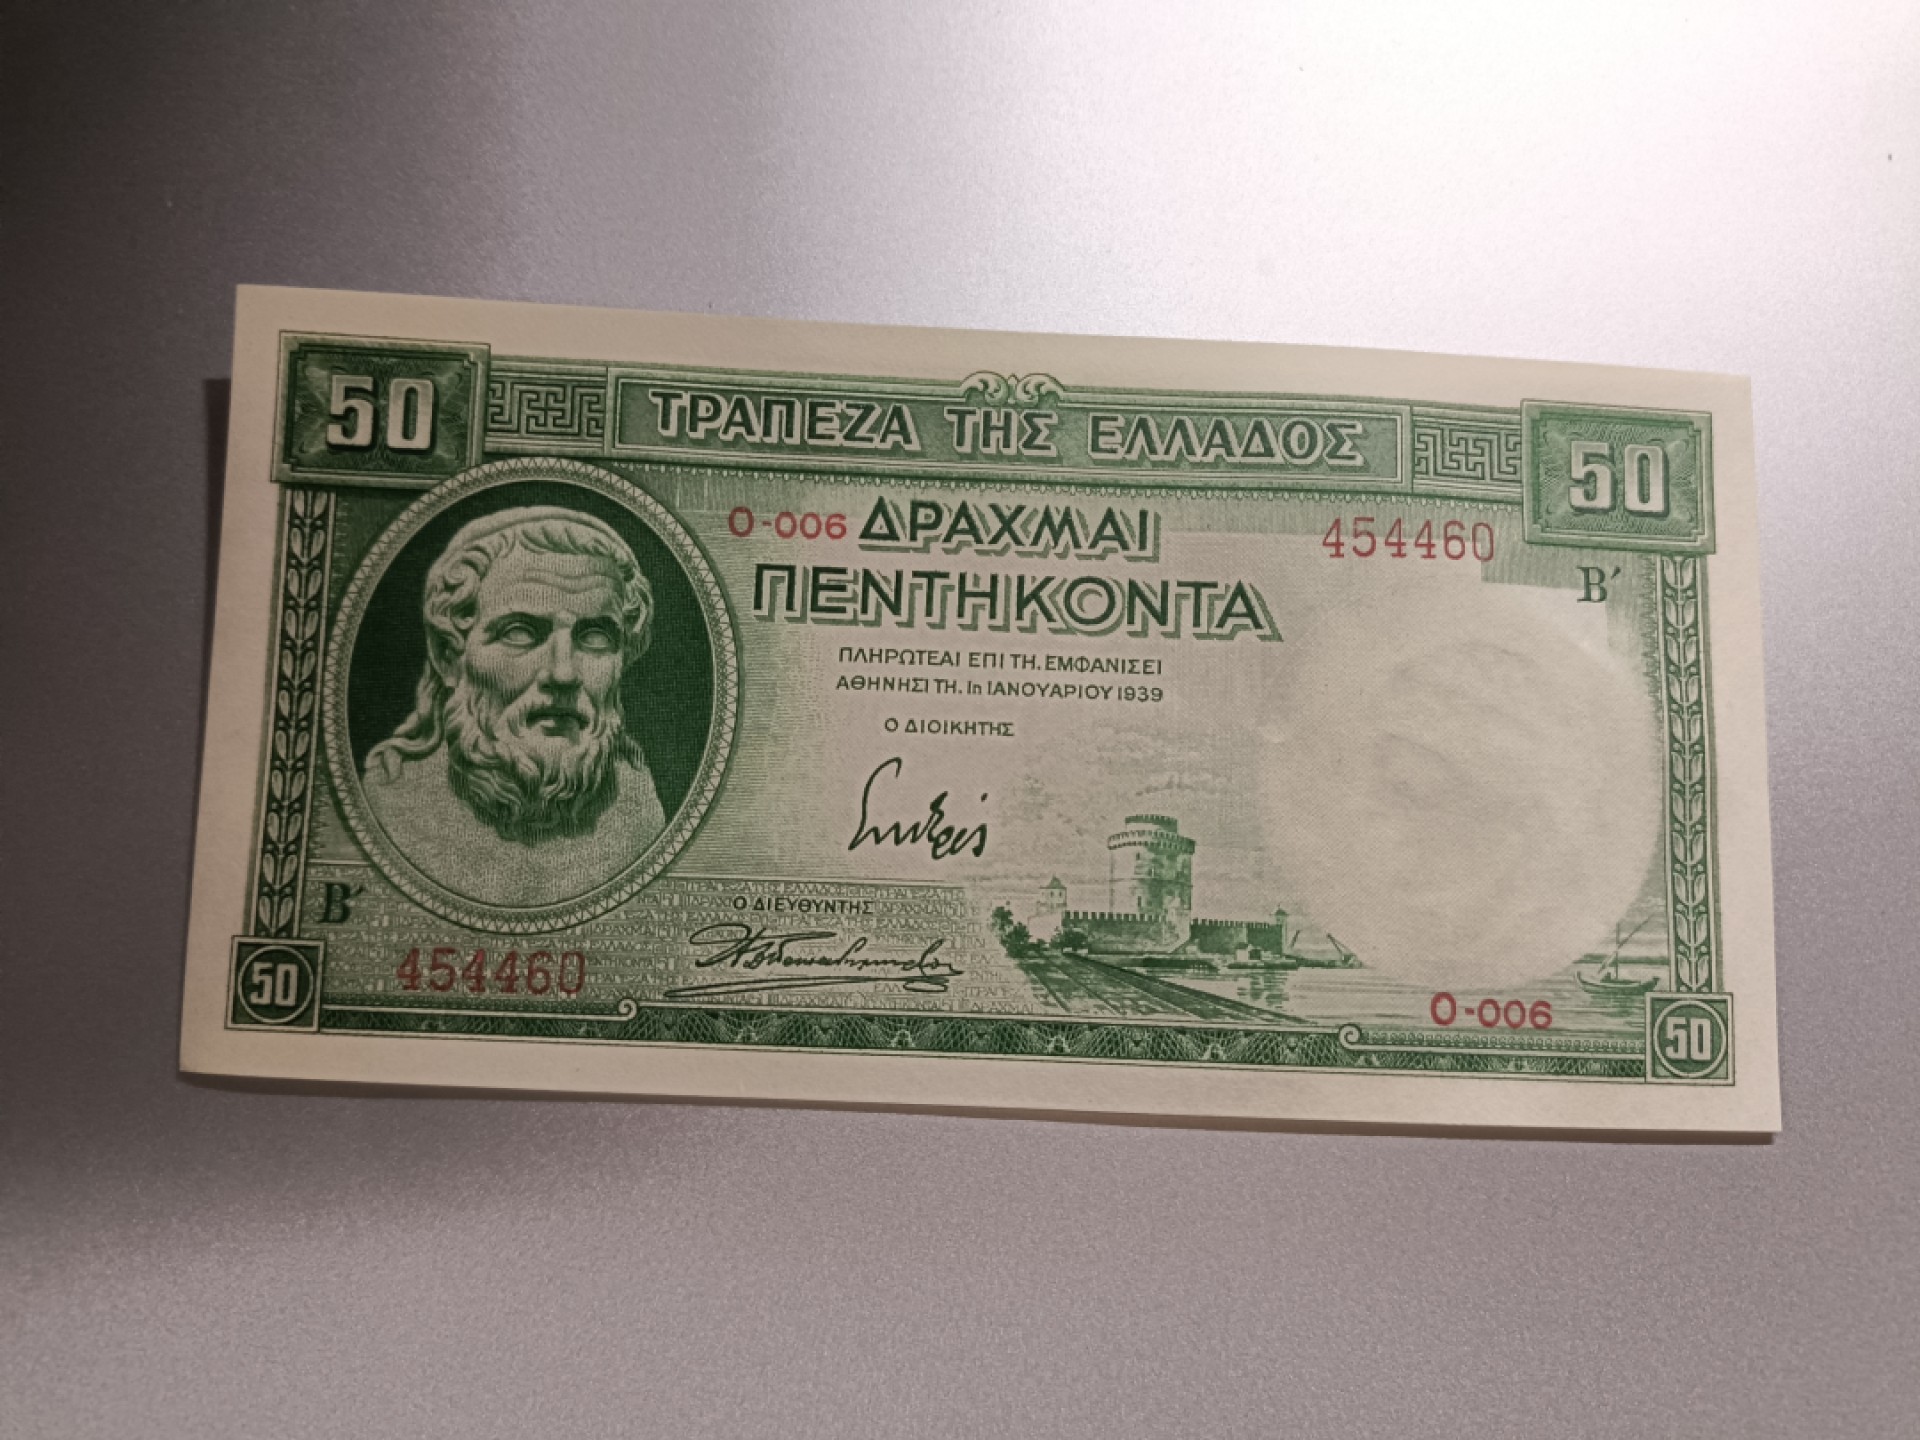 50
ΤΡΑΠΕΖΑ ΤΗΣ ΕΛΛΑΔΟΣ
50
Ο-006 ΔΡΑΧΜΑΙ 454460
ΠΕΝΤΗΚΟΝΤΑ
Β′
ΠΛΗΡΩΤΕΑΙ ΕΠΙ ΤΗ, ΕΜΦΑΝΙΣΕΙ
ΑΘΗΝΗΣΙ ΤΗ, 1η ΙΑΝΟΥΑΡΙΟΥ 1939
Ο ΔΙΟΙΚΗΤΗΣ
Β′
Ο ΔΙΕΥΘΥΝΤΗΣ
454460
Ο-006
50
50